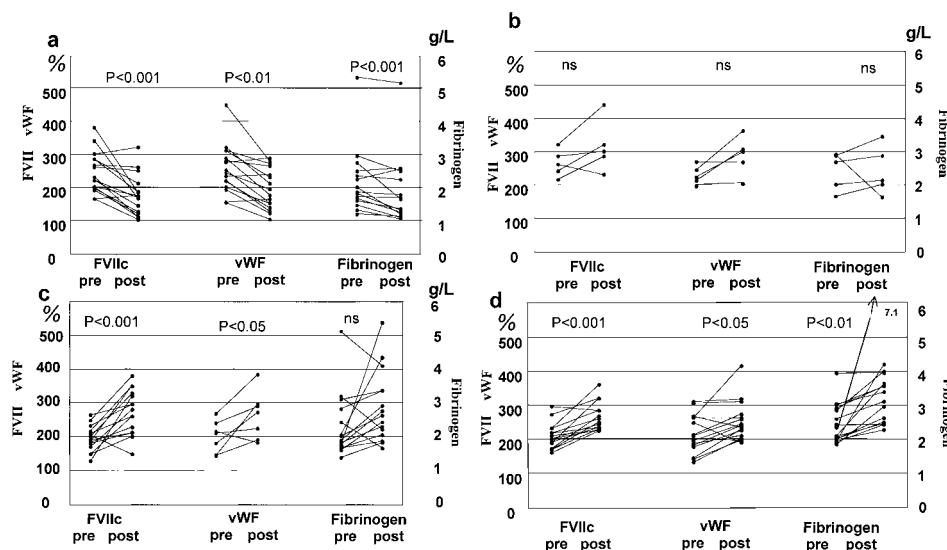 a
%
g/L
P<0.001 P<0.01 P<0.001
500
400
300
200
100
0
FVII vWF
6
5
4
3
2
1
0
Fibrinogen
FVIIc vWF Fibrinogen
pre post pre post pre post
b
%
g/L
ns ns ns
500
400
300
200
100
0
FVII vWF
6
5
4
3
2
1
0
Fibrinogen
FVIIc vWF Fibrinogen
pre post pre post pre post
c
%
g/L
P<0.001 P<0.05 ns
500
400
300
200
100
0
FVII vWF
6
5
4
3
2
1
0
Fibrinogen
FVIIc vWF Fibrinogen
pre post pre post pre post
d
%
g/L
7.1
P<0.001 P<0.05 P<0.01
500
400
300
200
100
0
FVII vWF
6
5
4
3
2
1
0
Fibrinogen
FVIIc vWF Fibrinogen
pre post pre post pre post